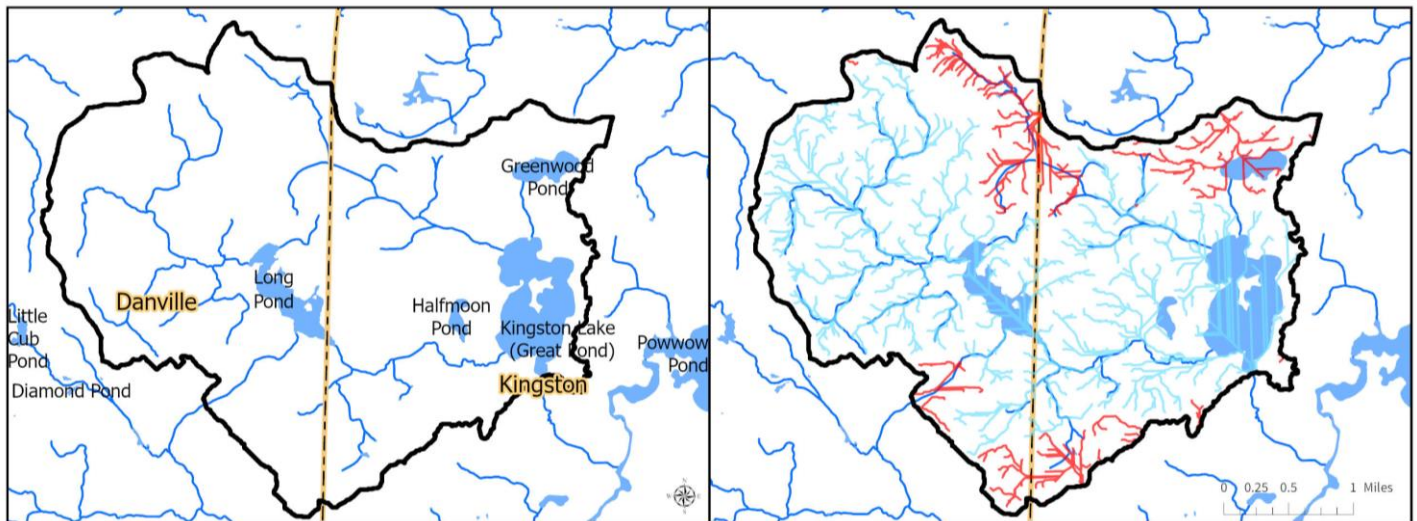 Greenwood
Pond
Long
Pond
Danville
Halfmoon
Pond
Little
Cub
Pond
Kingston Lake
(Great Pond)
Powwow
Pond
Diamond Pond
Kingston
0 0.25 0.5 1 Miles